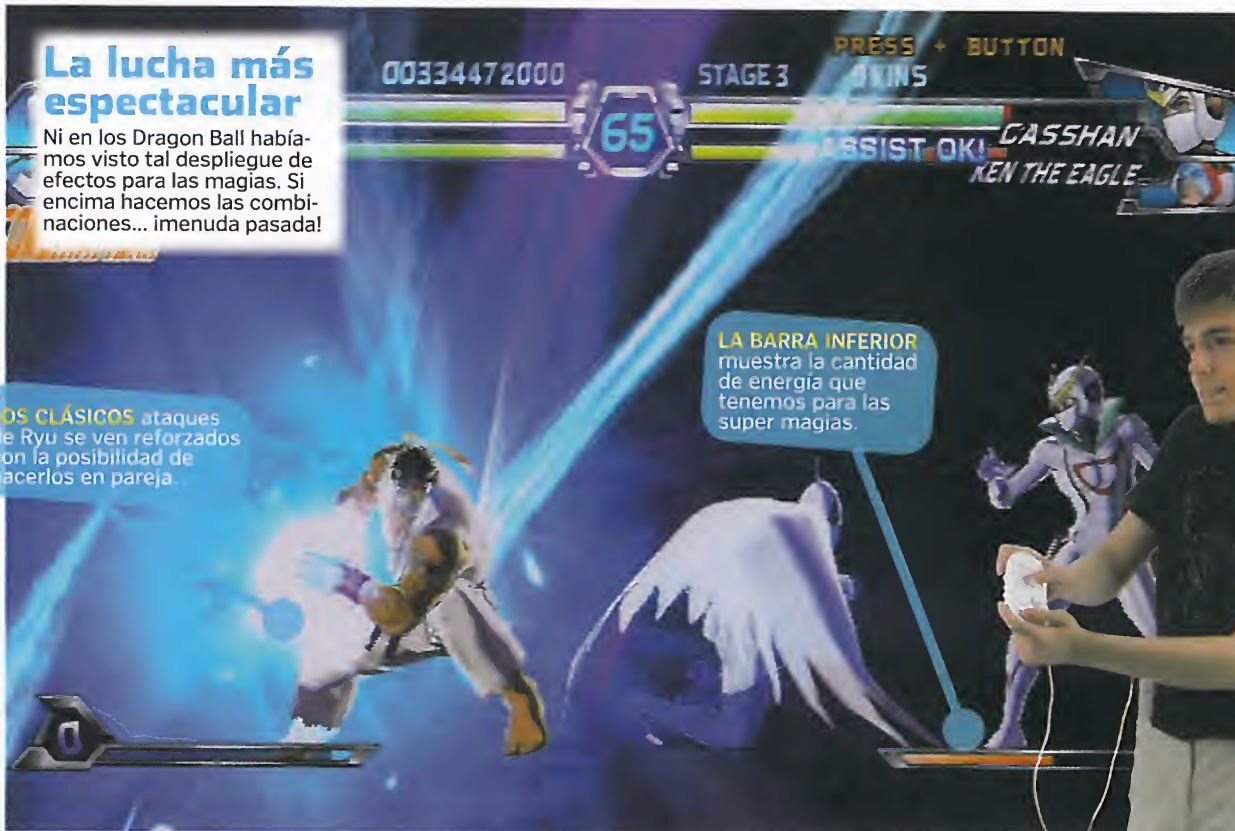 La lucha más
espectacular
Ni en los Dragon Ball había-
mos visto tal despliegue de
efectos para las magias. Si
encima hacemos las combi-
naciones... ¡menuda pasada!
00334472000
65
STAGE 3
PRESS + BUTTON
WINS
ASSIST OK!
CASSHAN
KEN THE EAGLE
LA BARRA INFERIOR
muestra la cantidad
de energía que
tenemos para las
super magias.
OS CLÁSICOS ataques
e Ryu se ven reforzados
on la posibilidad de
acerlos en pareja.
0